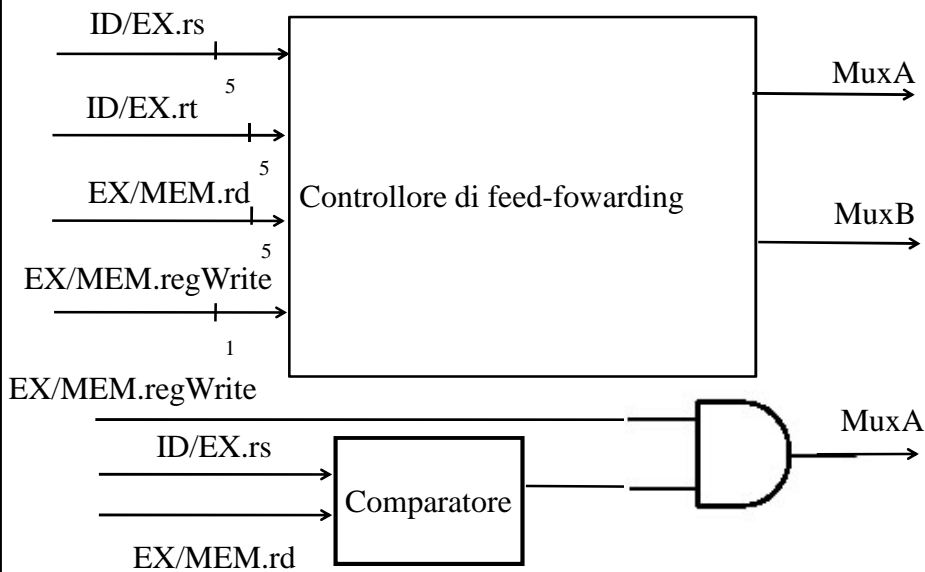 ID/EX.rs
5
MuxA
ID/EX.rt
5
EX/MEM.rd
Controllore di feed-fowarding
MuxB
5
EX/MEM.regWrite
1
EX/MEM.regWrite
MuxA
ID/EX.rs
Comparatore
EX/MEM.rd